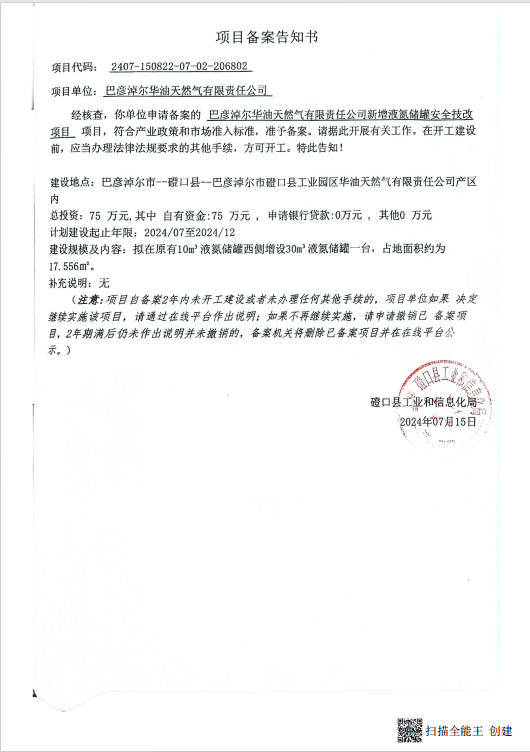 项目备案告知书
项目代码： 2407-150822-07-02-206802
项目单位：巴彦淖尔华油天然气有限责任公司
经核查，你单位申请备案的 巴彦淖尔华油天然气有限责任公司新增液氮储罐安全技改
项目 项目，符合产业政策和市场准入标准，准予备案。请据此开展有关工作。在开工建设
前，应当办理法律法规要求的其他手续，方可开工。特此告知！
建设地点：巴彦淖尔市--磴口县--巴彦淖尔市磴口县工业园区华油天然气有限责任公司产区
内
总投资：75 万元,其中 自有资金:75 万元 , 申请银行贷款:0万元 , 其他0 万元
计划建设起止年限：2024/07至2024/12
建设规模及内容：拟在原有10m³液氮储罐西侧增设30m³液氮储罐一台，占地面积约为
17.556㎡。
补充说明：无
（注意：项目自备案2年内未开工建设或者未办理任何其他手续的，项目单位如果 决定
继续实施该项目，请通过在线平台作出说明；如果不再继续实施，请申请撤销已 备案项
目，2年期满后仍未作出说明并未撤销的，备案机关将删除已备案项目并在在线平台公
示。）
磴口县工业和信息化局
磴口县工业和信息化局
2024年07月15日
扫描全能王 创建